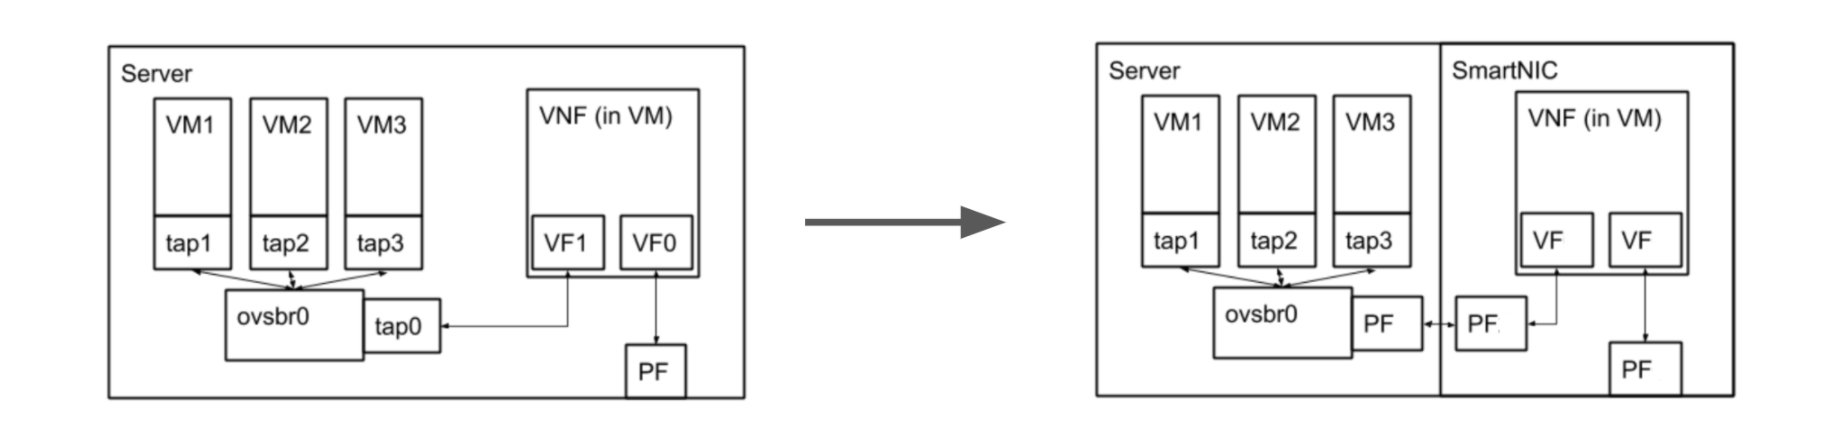 Server
VM1 VM2 VM3
VNF (in VM)
tap1 tap2 tap3
VF1 VF0
ovsbr0 tap0
PF
Server
SmartNIC
VM1 VM2 VM3
VNF (in VM)
tap1 tap2 tap3
VF VF
ovsbr0 PF
PF
PF